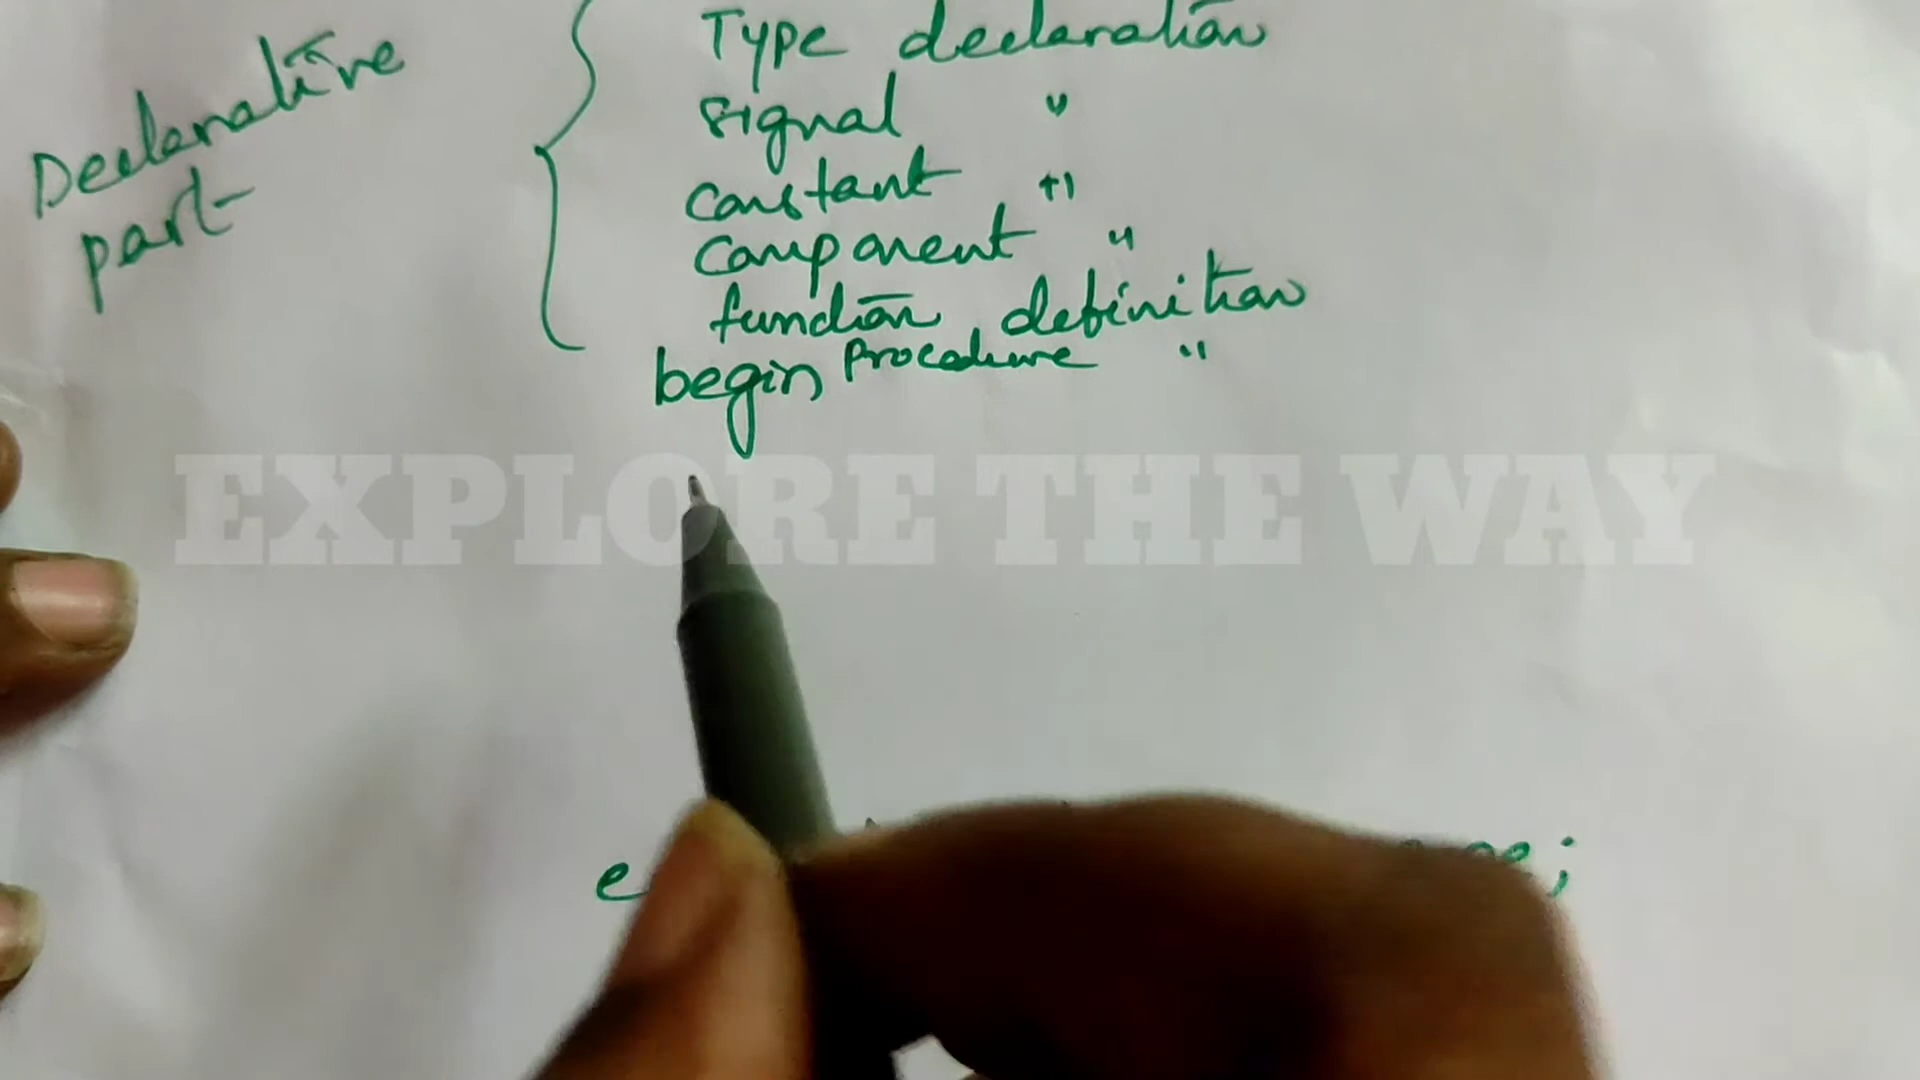 Declarative
part
Type declaration
signal "
constant "
component "
function definition
begin Procedure "
EXPLORE THE WAY